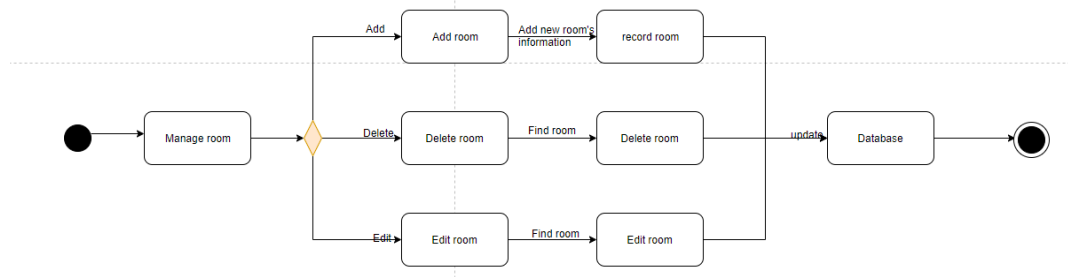 Add
Add room
Add new room's
information
record room
Manage room
Delete
Delete room
Find room
Delete room
update
Database
Edit
Edit room
Find room
Edit room